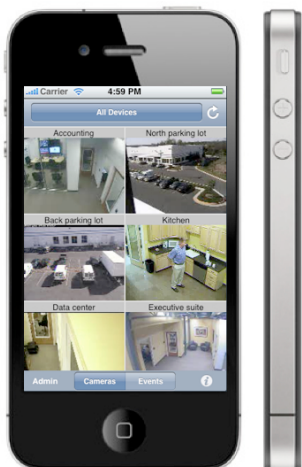 Carrier 4:59 PM
All Devices
Accounting North parking lot
Back parking lot Kitchen
Data center Executive suite
Admin Cameras Events